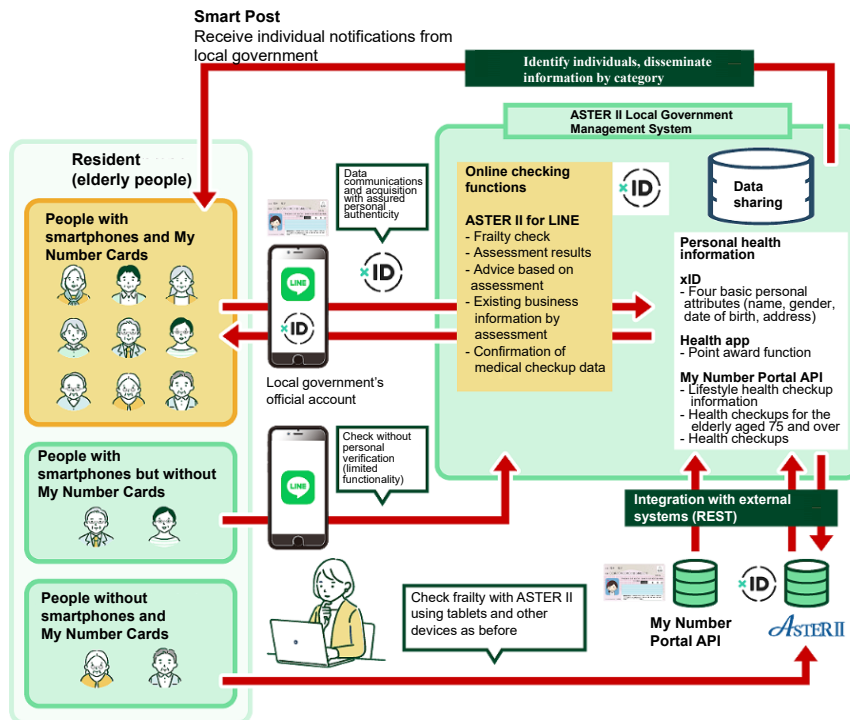 Smart Post
Receive individual notifications from
local government
Identify individuals, disseminate
information by category
ASTER II Local Government
Management System
Resident
(elderly people)
People with
smartphones and My
Number Cards
Data
communications
and acquisition
with assured
personal
authenticity
×ID
LINE
×ID
Local government's
official account
Online checking
functions
ASTER II for LINE
- Frailty check
- Assessment results
- Advice based on
assessment
- Existing business
information by
assessment
- Confirmation of
medical checkup data
×ID
Data
sharing
Personal health
information
xID
- Four basic personal
attributes (name, gender,
date of birth, address)
Health app
- Point award function
My Number Portal API
- Lifestyle health checkup
information
- Health checkups for the
elderly aged 75 and over
- Health checkups
People with
smartphones but without
My Number Cards
LINE
Check without
personal
verification
(limited
functionality)
Integration with external
systems (REST)
People without
smartphones and
My Number Cards
Check frailty with ASTER II
using tablets and other
devices as before
My Number
Portal API
×ID
ASTER II